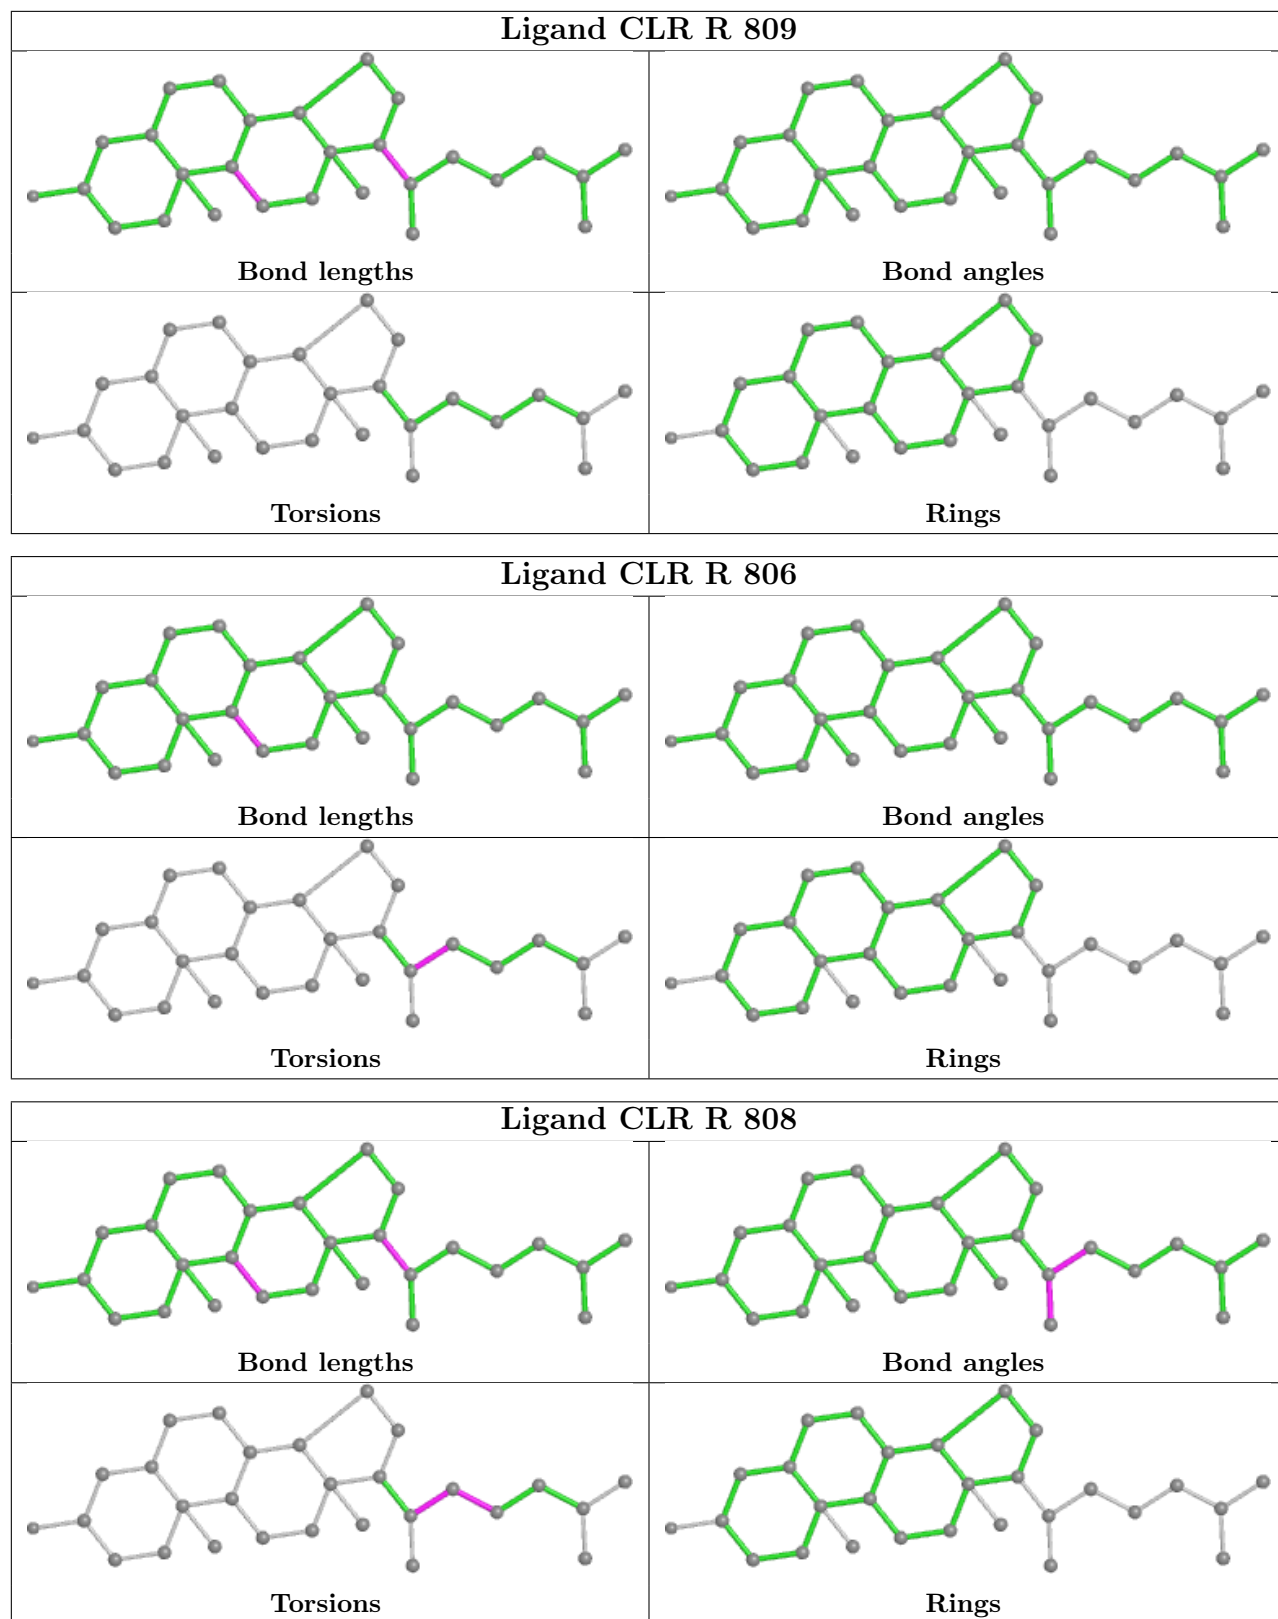 Ligand CLR R 809
Bond lengths
Bond angles
Torsions
Rings
Ligand CLR R 806
Bond lengths
Bond angles
Torsions
Rings
Ligand CLR R 808
Bond lengths
Bond angles
Torsions
Rings